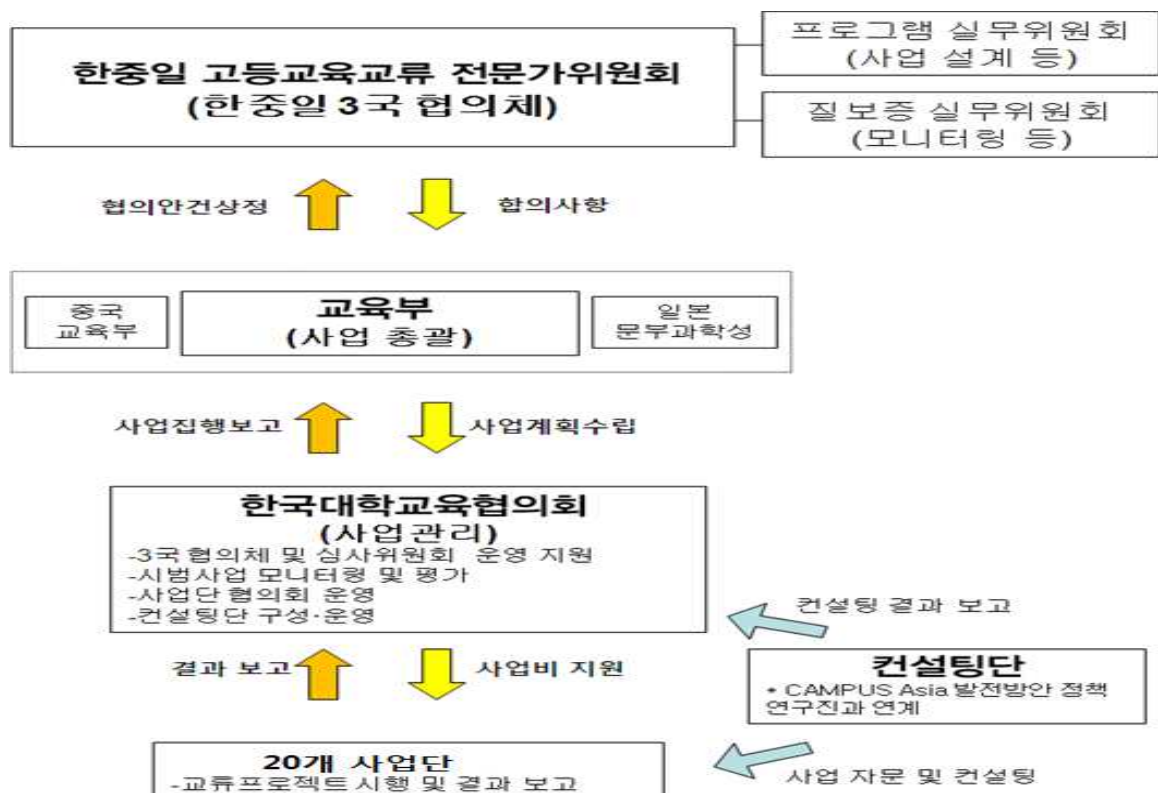 한중일 고등교육교류 전문가위원회
(한중일 3국 협의체)
프로그램 실무위원회
(사업 설계 등)
질보증 실무위원회
(모니터링 등)
협의안건상정
합의사항
중국
교육부
교육부
(사업 총괄)
일본
문부과학성
사업집행보고
사업계획수립
한국대학교육협의회
(사업관리)
-3국 협의체 및 심사위원회 운영 지원
-시범사업 모니터링 및 평가
-사업단 협의회 운영
-컨설팅단 구성·운영
컨설팅 결과 보고
결과 보고
사업비 지원
컨설팅단
* CAMPUS Asia 발전방안 정책
연구진과 연계
20개 사업단
-교류프로젝트 시행 및 결과 보고
사업 자문 및 컨설팅